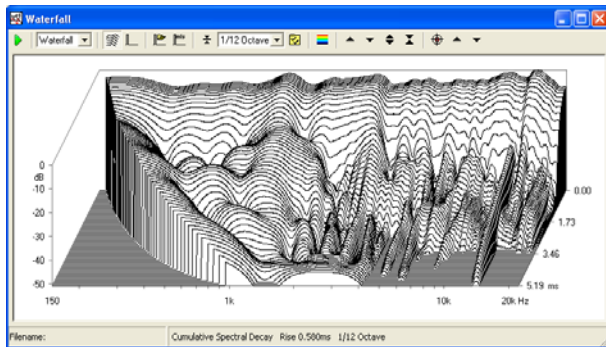 Waterfall
Waterfall 1/12 Octave
0
dB
-10
-20
-30
-40
-50
0.00
1.73
3.46
5.19 ms
150 1k 10k 20k Hz
Filename: Cumulative Spectral Decay Rise 0.580ms 1/12 Octave